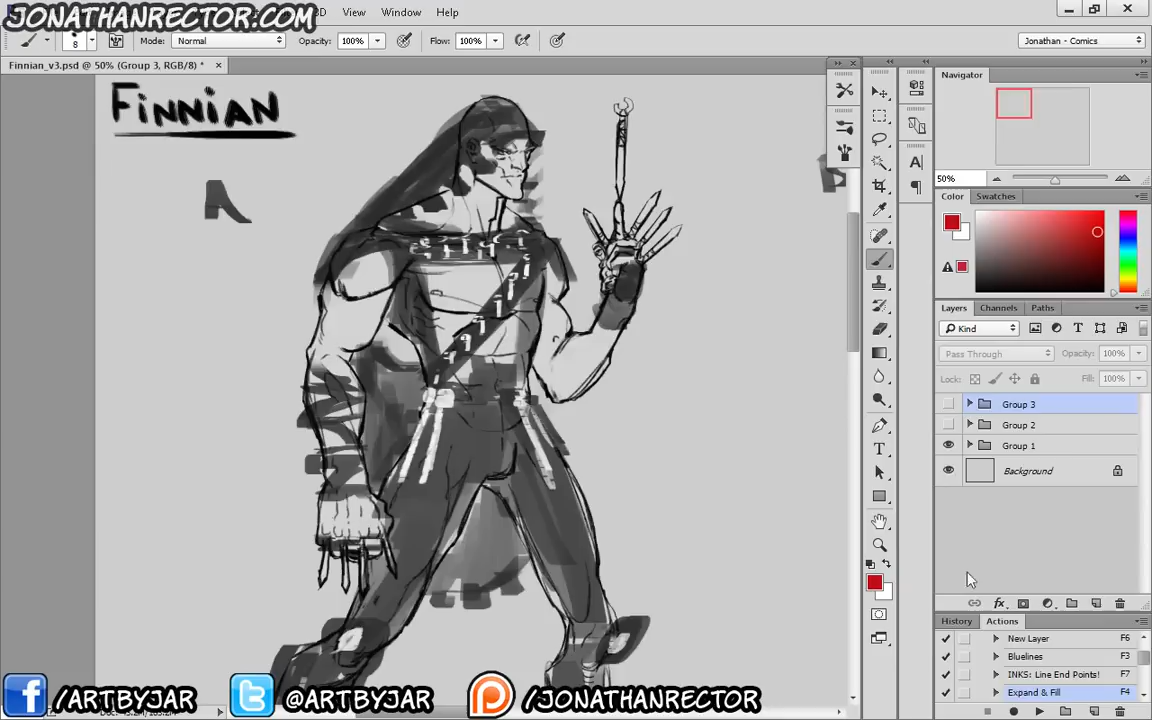 JONATHANRECTOR.COM
View Window Help
8 Mode: Normal Opacity: 100% Flow: 100% Jonathan - Comics
Finnian_v3.psd @ 50% (Group 3, RGB/8) *
FINNIAN
Navigator
50%
Color Swatches
Layers Channels Paths
Kind
Pass Through Opacity: 100%
Lock: Fill: 100%
Group 3
Group 2
Group 1
Background
History Actions
New Layer F6
Bluelines F3
INKS: Line End Points! F7
Expand & Fill F4
/ARTBYJAR @ARTBYJAR /JONATHANRECTOR